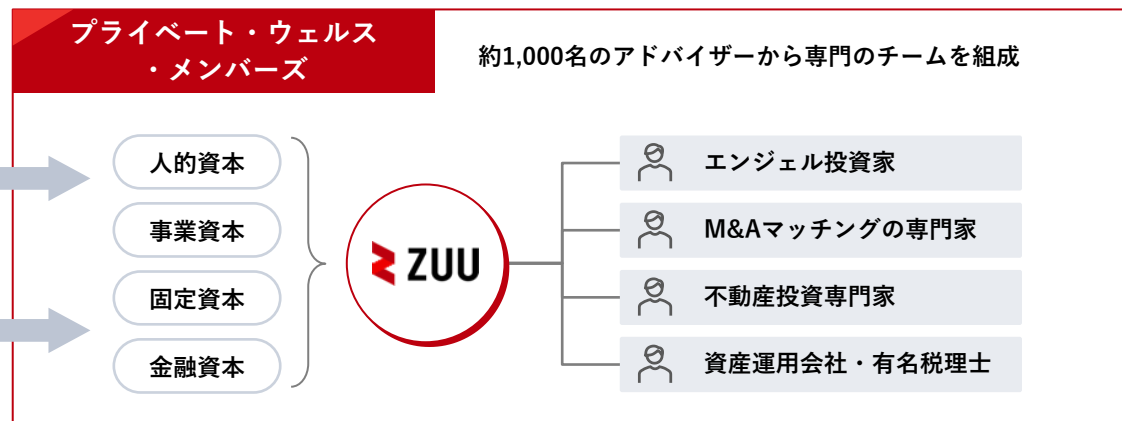 プライベート・ウェルス
・メンバーズ
約1,000名のアドバイザーから専門のチームを組成
人的資本
事業資本
固定資本
金融資本
ZUU
エンジェル投資家
M&Aマッチングの専門家
不動産投資専門家
資産運用会社・有名税理士